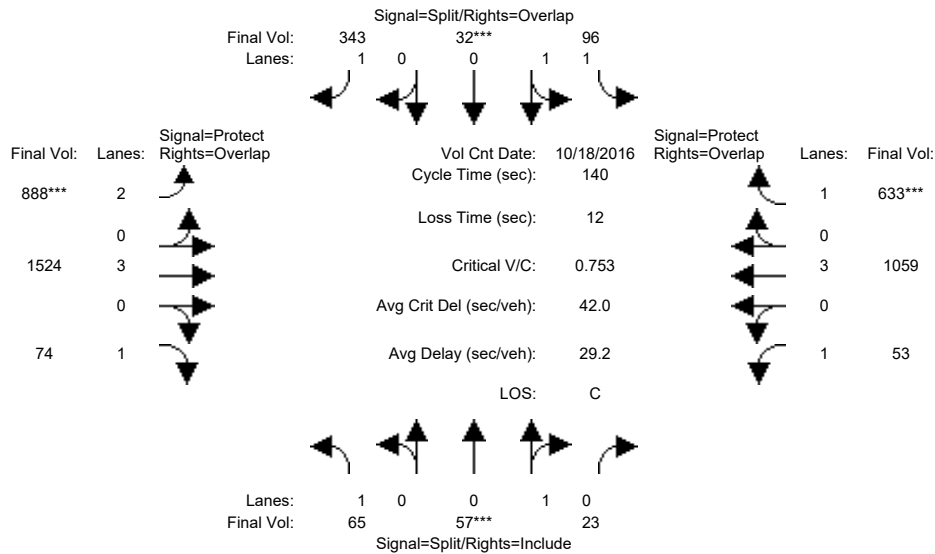 Signal=Split/Rights=Overlap
Final Vol: 343 32*** 96
Lanes: 1 0 0 1 1
Signal=Protect
Final Vol: Lanes: Rights=Overlap
Vol Cnt Date: 10/18/2016
Signal=Protect
Rights=Overlap Lanes: Final Vol:
Cycle Time (sec): 140
888*** 2
1 633***
Loss Time (sec): 12
0
0
1524 3
Critical V/C: 0.753
3 1059
0
Avg Crit Del (sec/veh): 42.0
0
74 1
Avg Delay (sec/veh): 29.2
1 53
LOS: C
Lanes: 1 0 0 1 0
Final Vol: 65 57*** 23
Signal=Split/Rights=Include